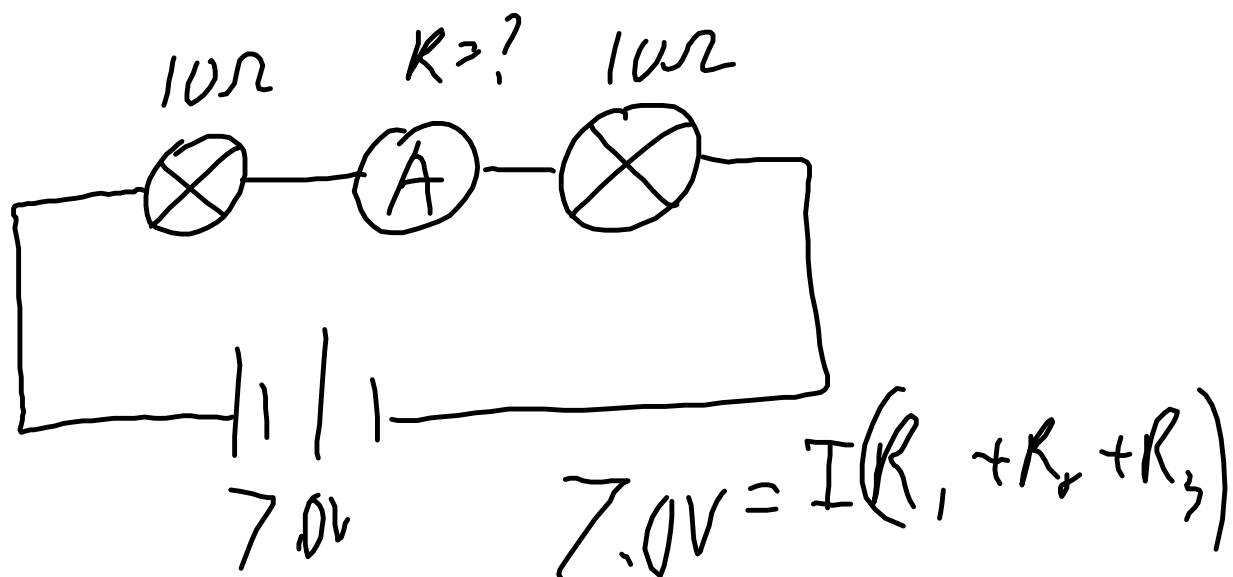 10Ω R=? 10Ω
A
7.0V 7.0V = I(R₁ + R₂ + R₃)